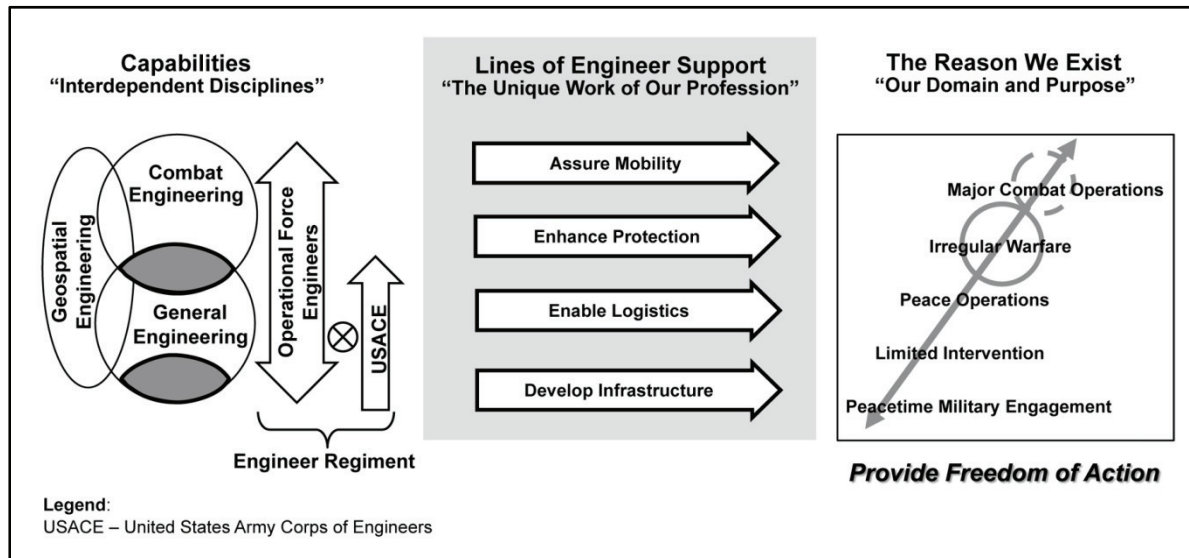 Capabilities
“Interdependent Disciplines”
Geospatial
Engineering
Combat
Engineering
General
Engineering
Operational Force
Engineers
USACE
Engineer Regiment
Lines of Engineer Support
“The Unique Work of Our Profession”
Assure Mobility
Enhance Protection
Enable Logistics
Develop Infrastructure
The Reason We Exist
“Our Domain and Purpose”
Major Combat Operations
Irregular Warfare
Peace Operations
Limited Intervention
Peacetime Military Engagement
Provide Freedom of Action
Legend:
USACE – United States Army Corps of Engineers